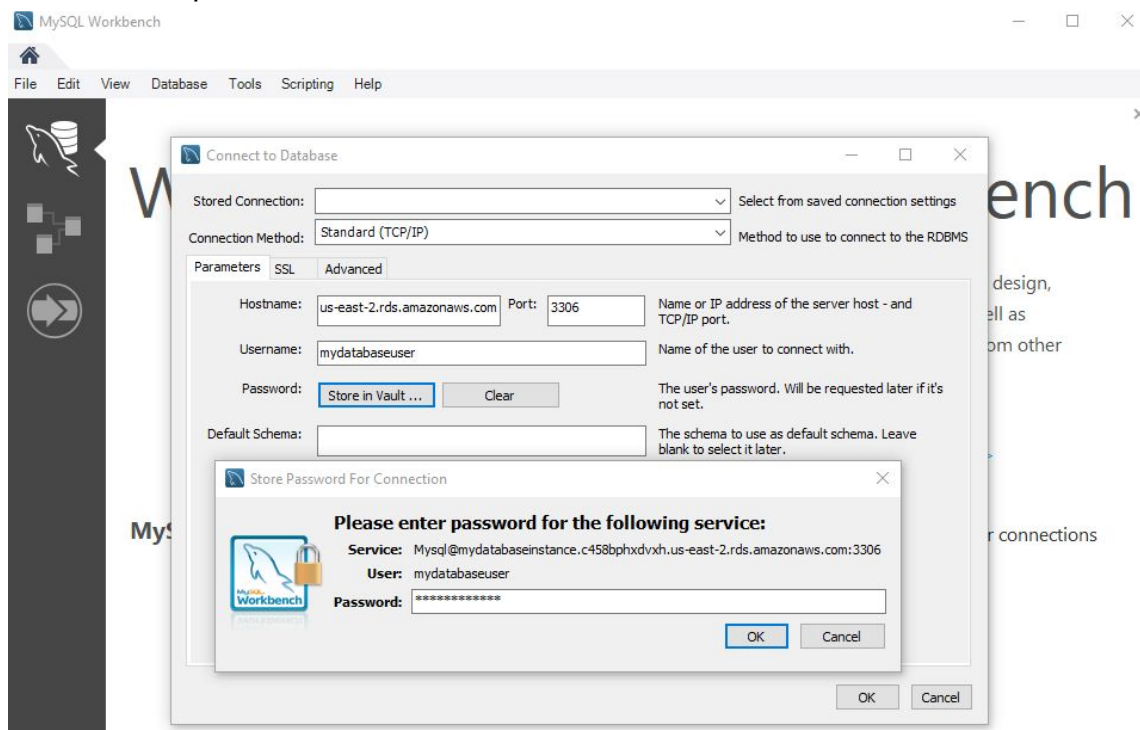 MySQL Workbench
File Edit View Database Tools Scripting Help
Connect to Database
W ench
Stored Connection: Select from saved connection settings
Connection Method: Standard (TCP/IP) Method to use to connect to the RDBMS
Parameters SSL Advanced
design,
Hostname: us-east-2.rds.amazonaws.com Port: 3306 Name or IP address of the server host - and
TCP/IP port.
ell as
om other
Username: mydatabaseuser Name of the user to connect with.
Password: Store in Vault ... Clear The user's password. Will be requested later if it's
not set.
Default Schema: The schema to use as default schema. Leave
blank to select it later.
Store Password For Connection
Please enter password for the following service:
MyS r connections
Service: Mysql@mydatabaseinstance.c458bphxdvxh.us-east-2.rds.amazonaws.com:3306
User: mydatabaseuser
MySQL
Workbench
Password: ************
OK Cancel
OK Cancel